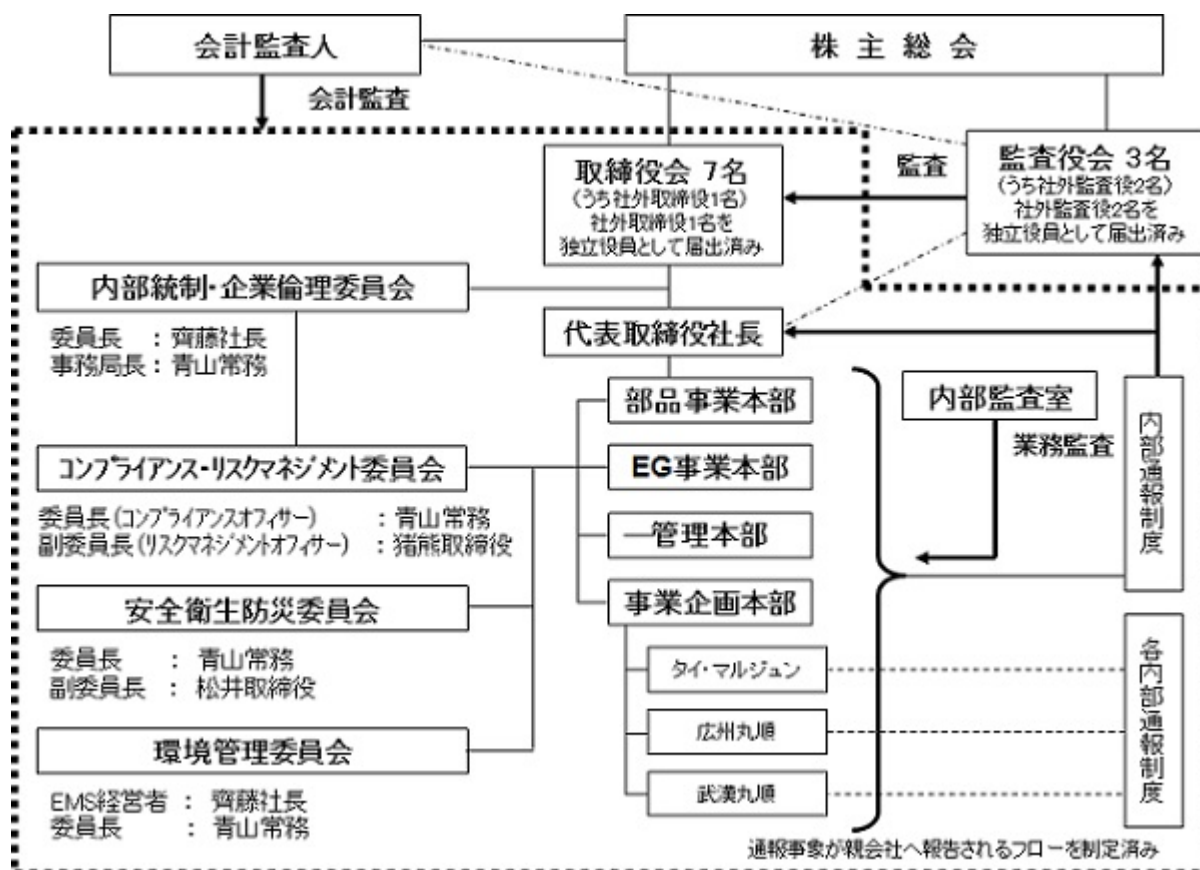 会計監査人
株主総会
会計監査
取締役会 7名
(うち社外取締役1名)
社外取締役1名を
独立役員として届出済み
監査
監査役会 3名
(うち社外監査役2名)
社外監査役2名を
独立役員として届出済み
内部統制・企業倫理委員会
委員長 : 齊藤社長
事務局長 : 青山常務
代表取締役社長
部品事業本部
内部監査室
業務監査
内部通報制度
コンプライアンス・リスクマネジメント委員会
委員長(コンプライアンスオフィサー) : 青山常務
副委員長(リスクマネジメントオフィサー) : 猪熊取締役
EG事業本部
管理本部
事業企画本部
安全衛生防災委員会
委員長 : 青山常務
副委員長 : 松井取締役
タイ・マルジュン
広州丸順
武漢丸順
各内部通報制度
環境管理委員会
EMS経営者 : 齊藤社長
委員長 : 青山常務
通報事象が親会社へ報告されるフローを制定済み